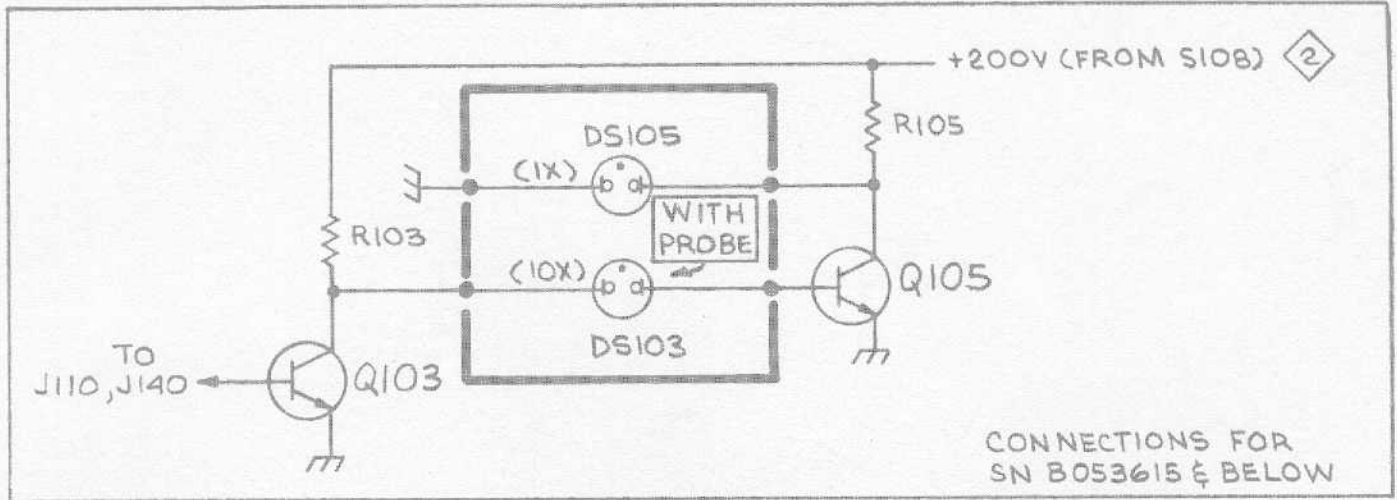 +200V (FROM S108) 2
R105
DS105
(1X)
WITH
PROBE
R103
(10X)
Q105
DS103
TO
J110, J140
Q103
CONNECTIONS FOR
SN B053615 & BELOW